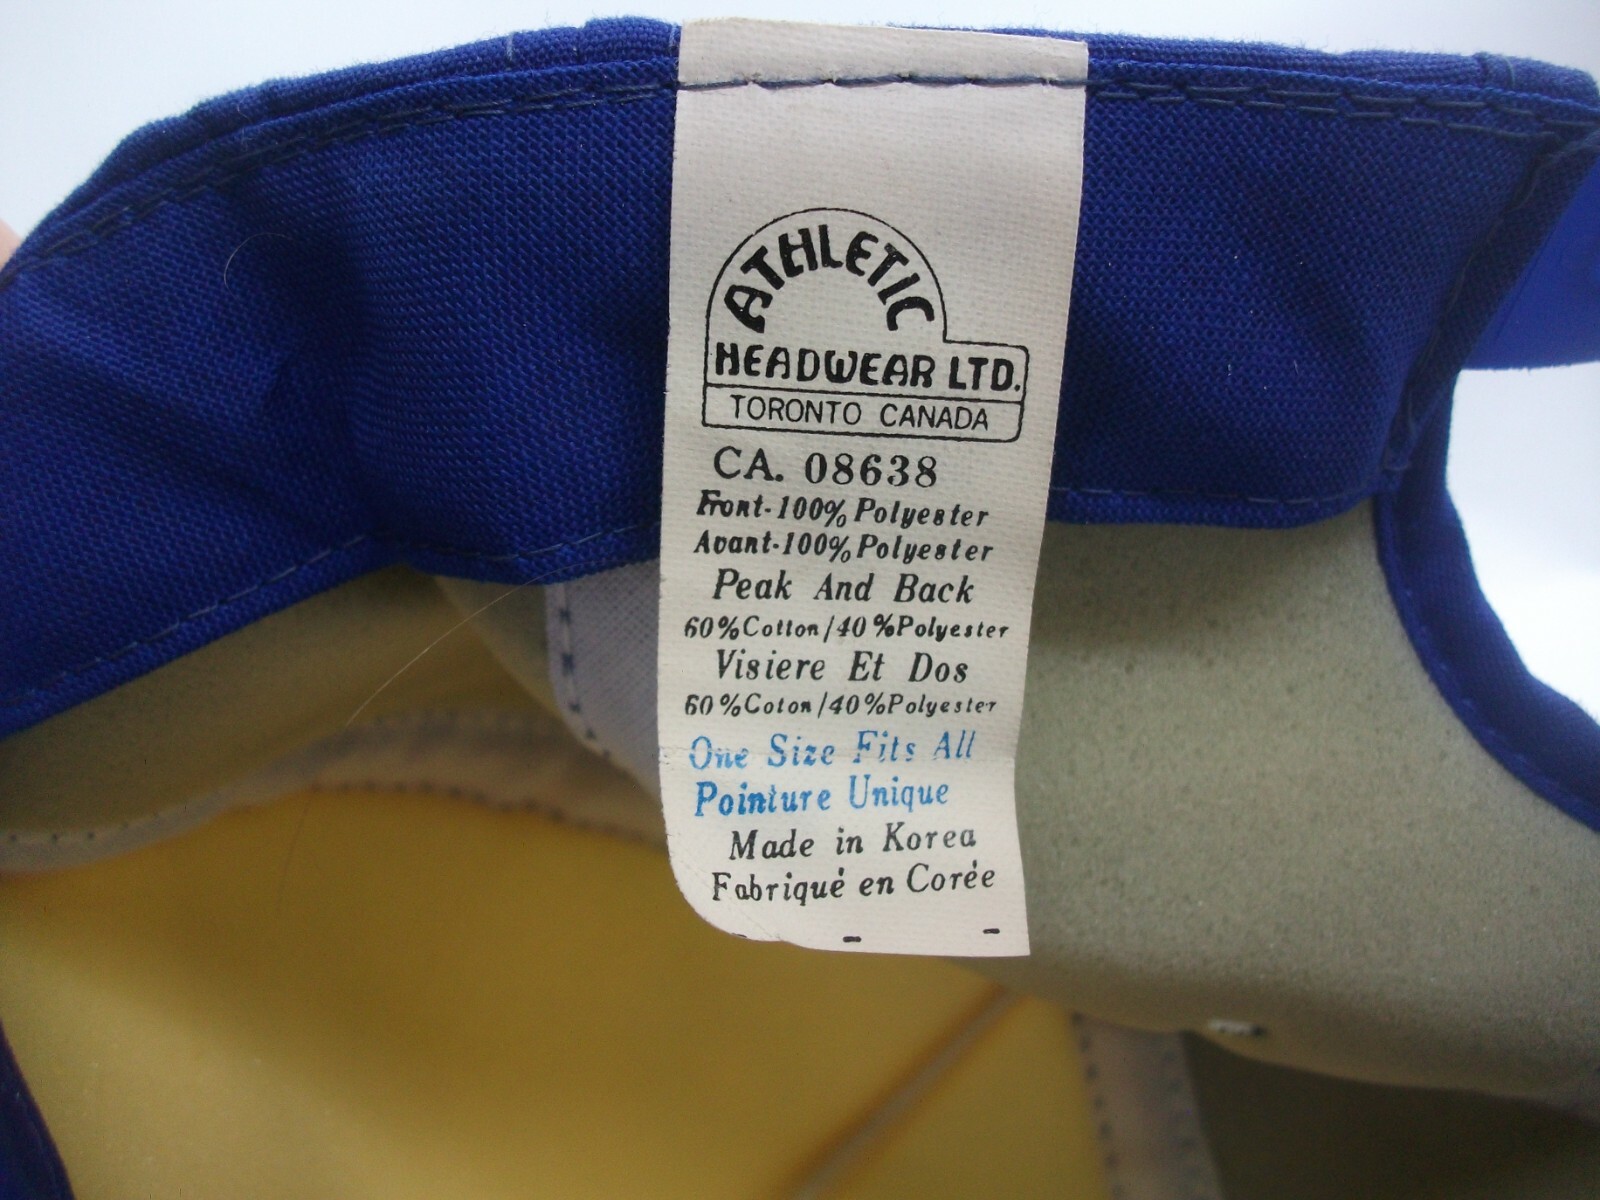 ATHLETIC
HEADWEAR LTD.
TORONTO CANADA
CA. 08638
Front-100% Polyester
Avant-100% Polyester
Peak And Back
60%Cotton/40%Polyester
Visiere Et Dos
60%Coton/40%Polyester
One Size Fits All
Pointure Unique
Made in Korea
Fabriqué en Corée